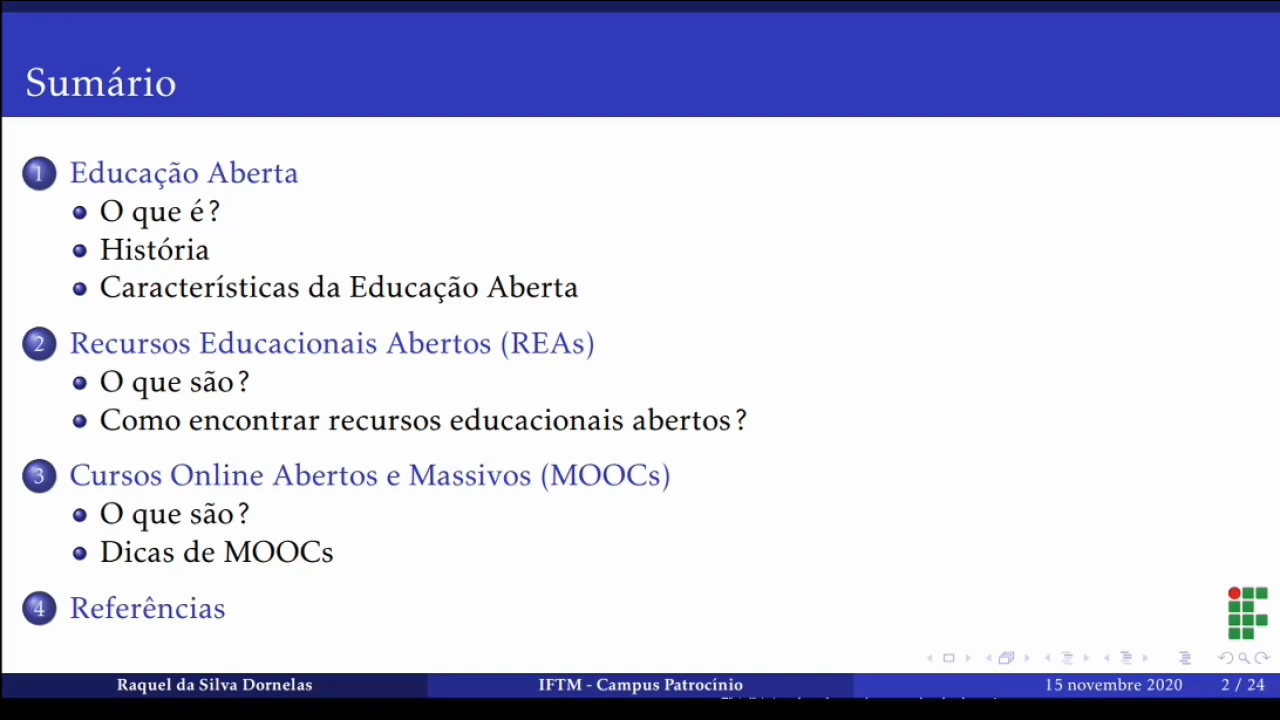 Sumário
1 Educação Aberta
O que é?
História
Características da Educação Aberta
2 Recursos Educacionais Abertos (REAs)
O que são?
Como encontrar recursos educacionais abertos?
3 Cursos Online Abertos e Massivos (MOOCs)
O que são?
Dicas de MOOCs
4 Referências
Raquel da Silva Dornelas IFTM - Campus Patrocínio 15 novembre 2020 2 / 24